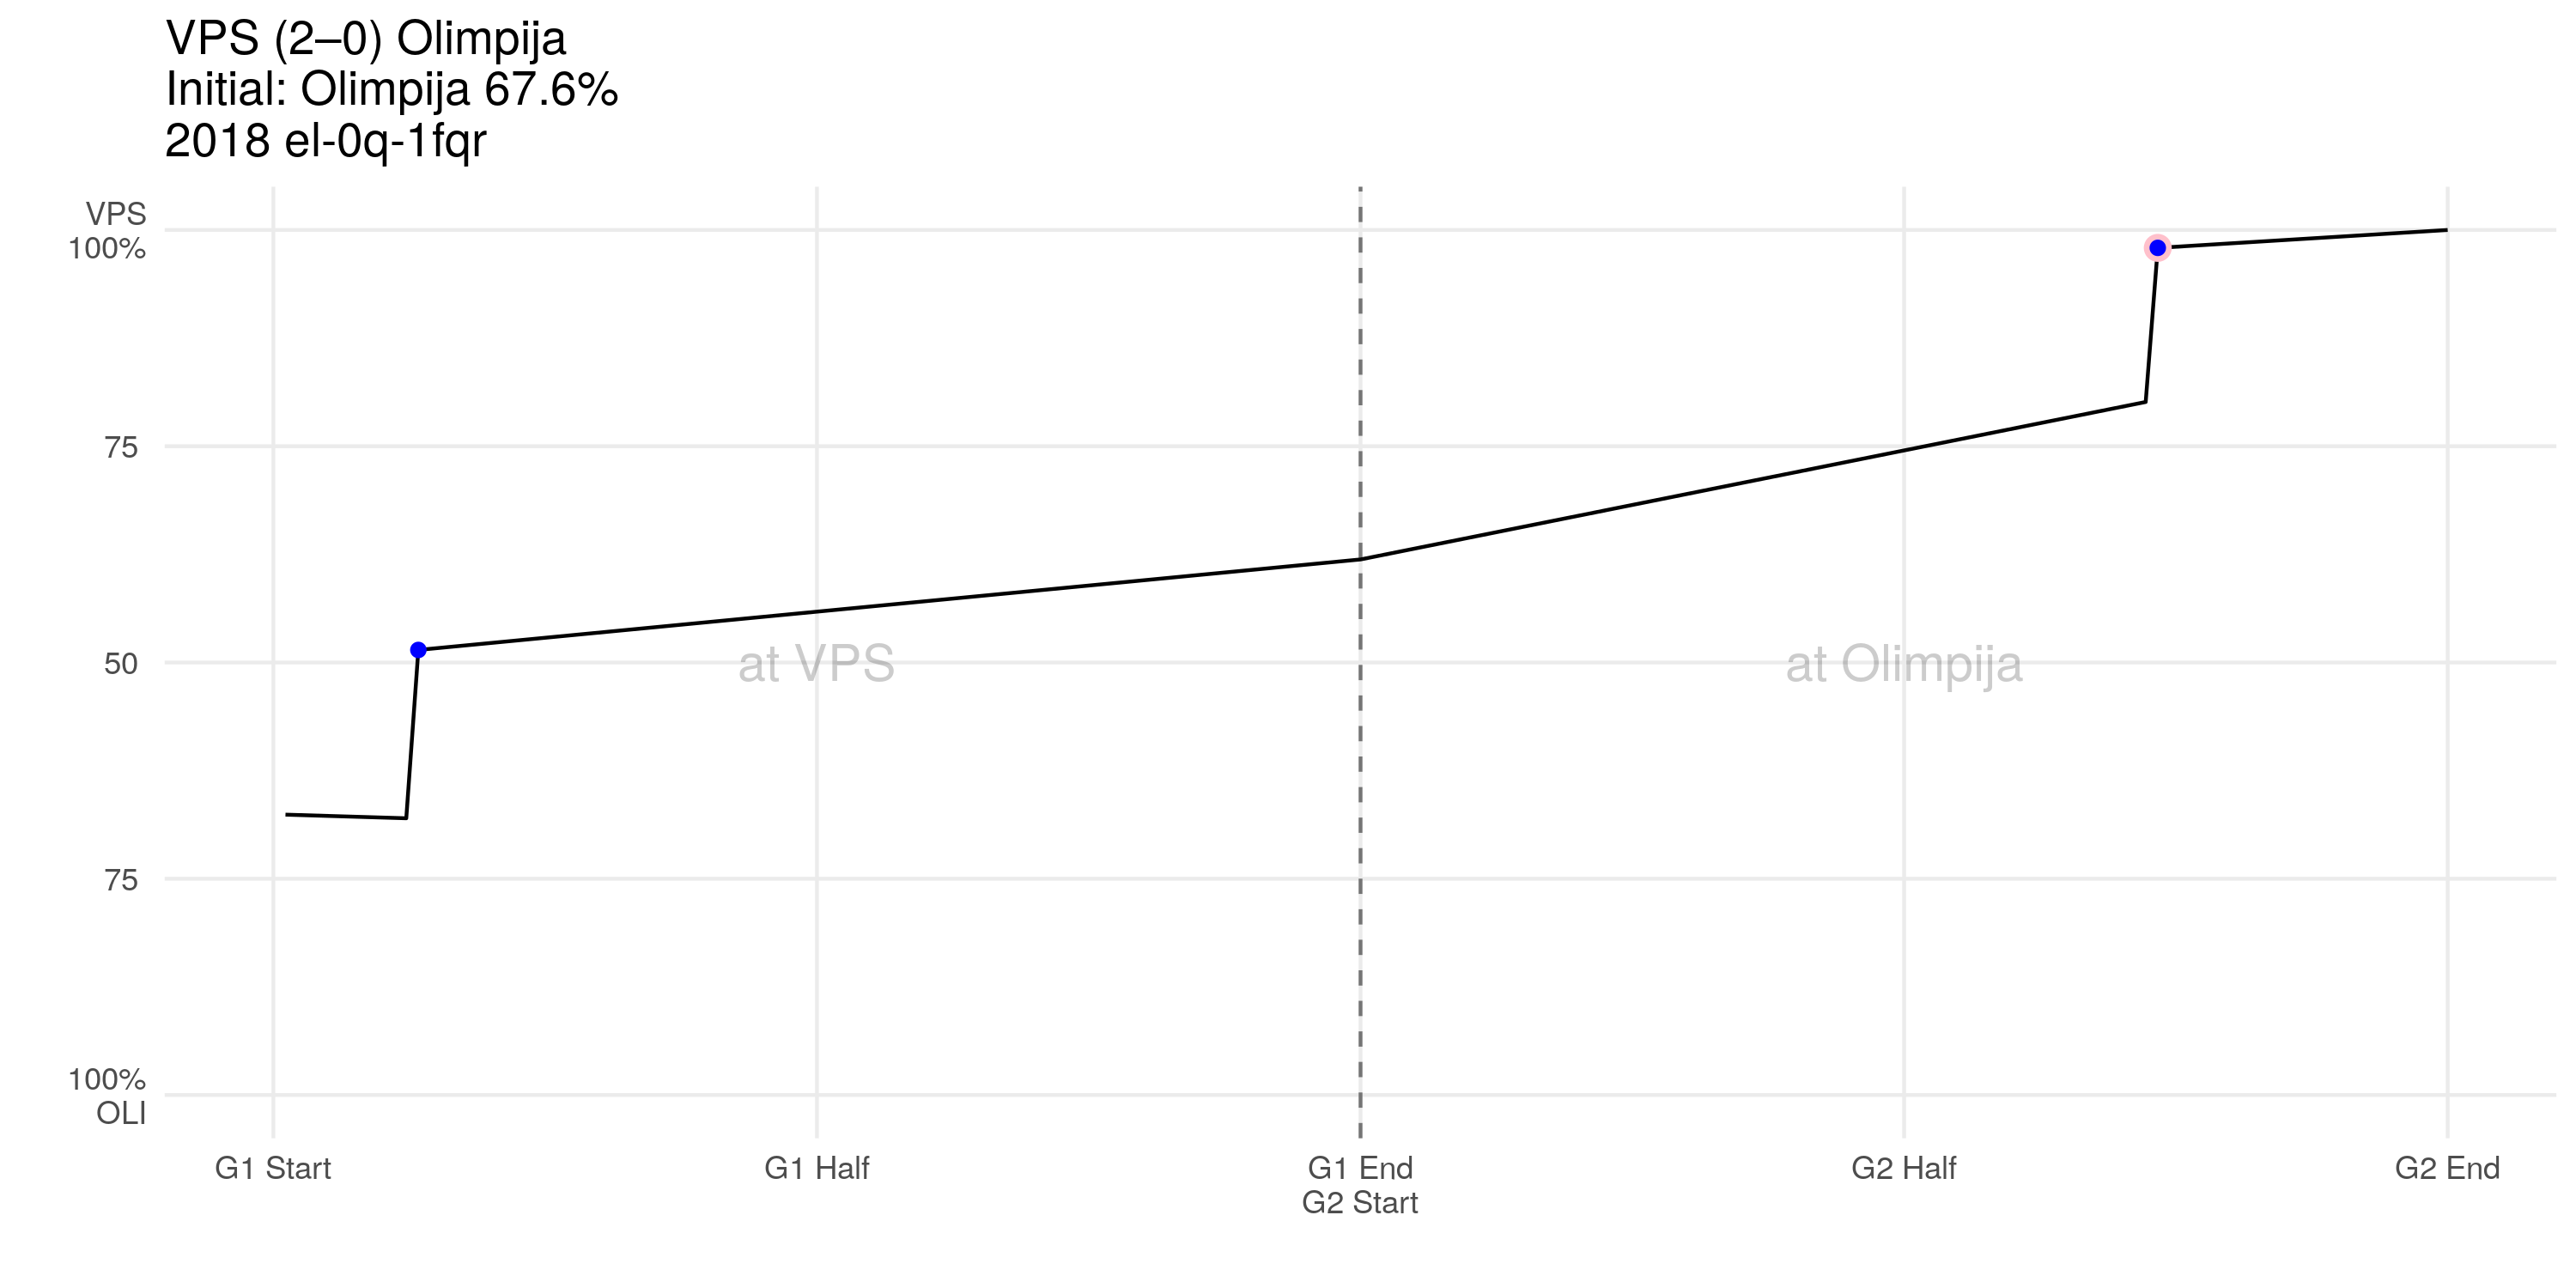 VPS (2–0) Olimpija
Initial: Olimpija 67.6%
2018 el-0q-1fqr
VPS
100%
75
50
75
100%
OLI
at VPS
at Olimpija
G1 Start
G1 Half
G1 End
G2 Start
G2 Half
G2 End